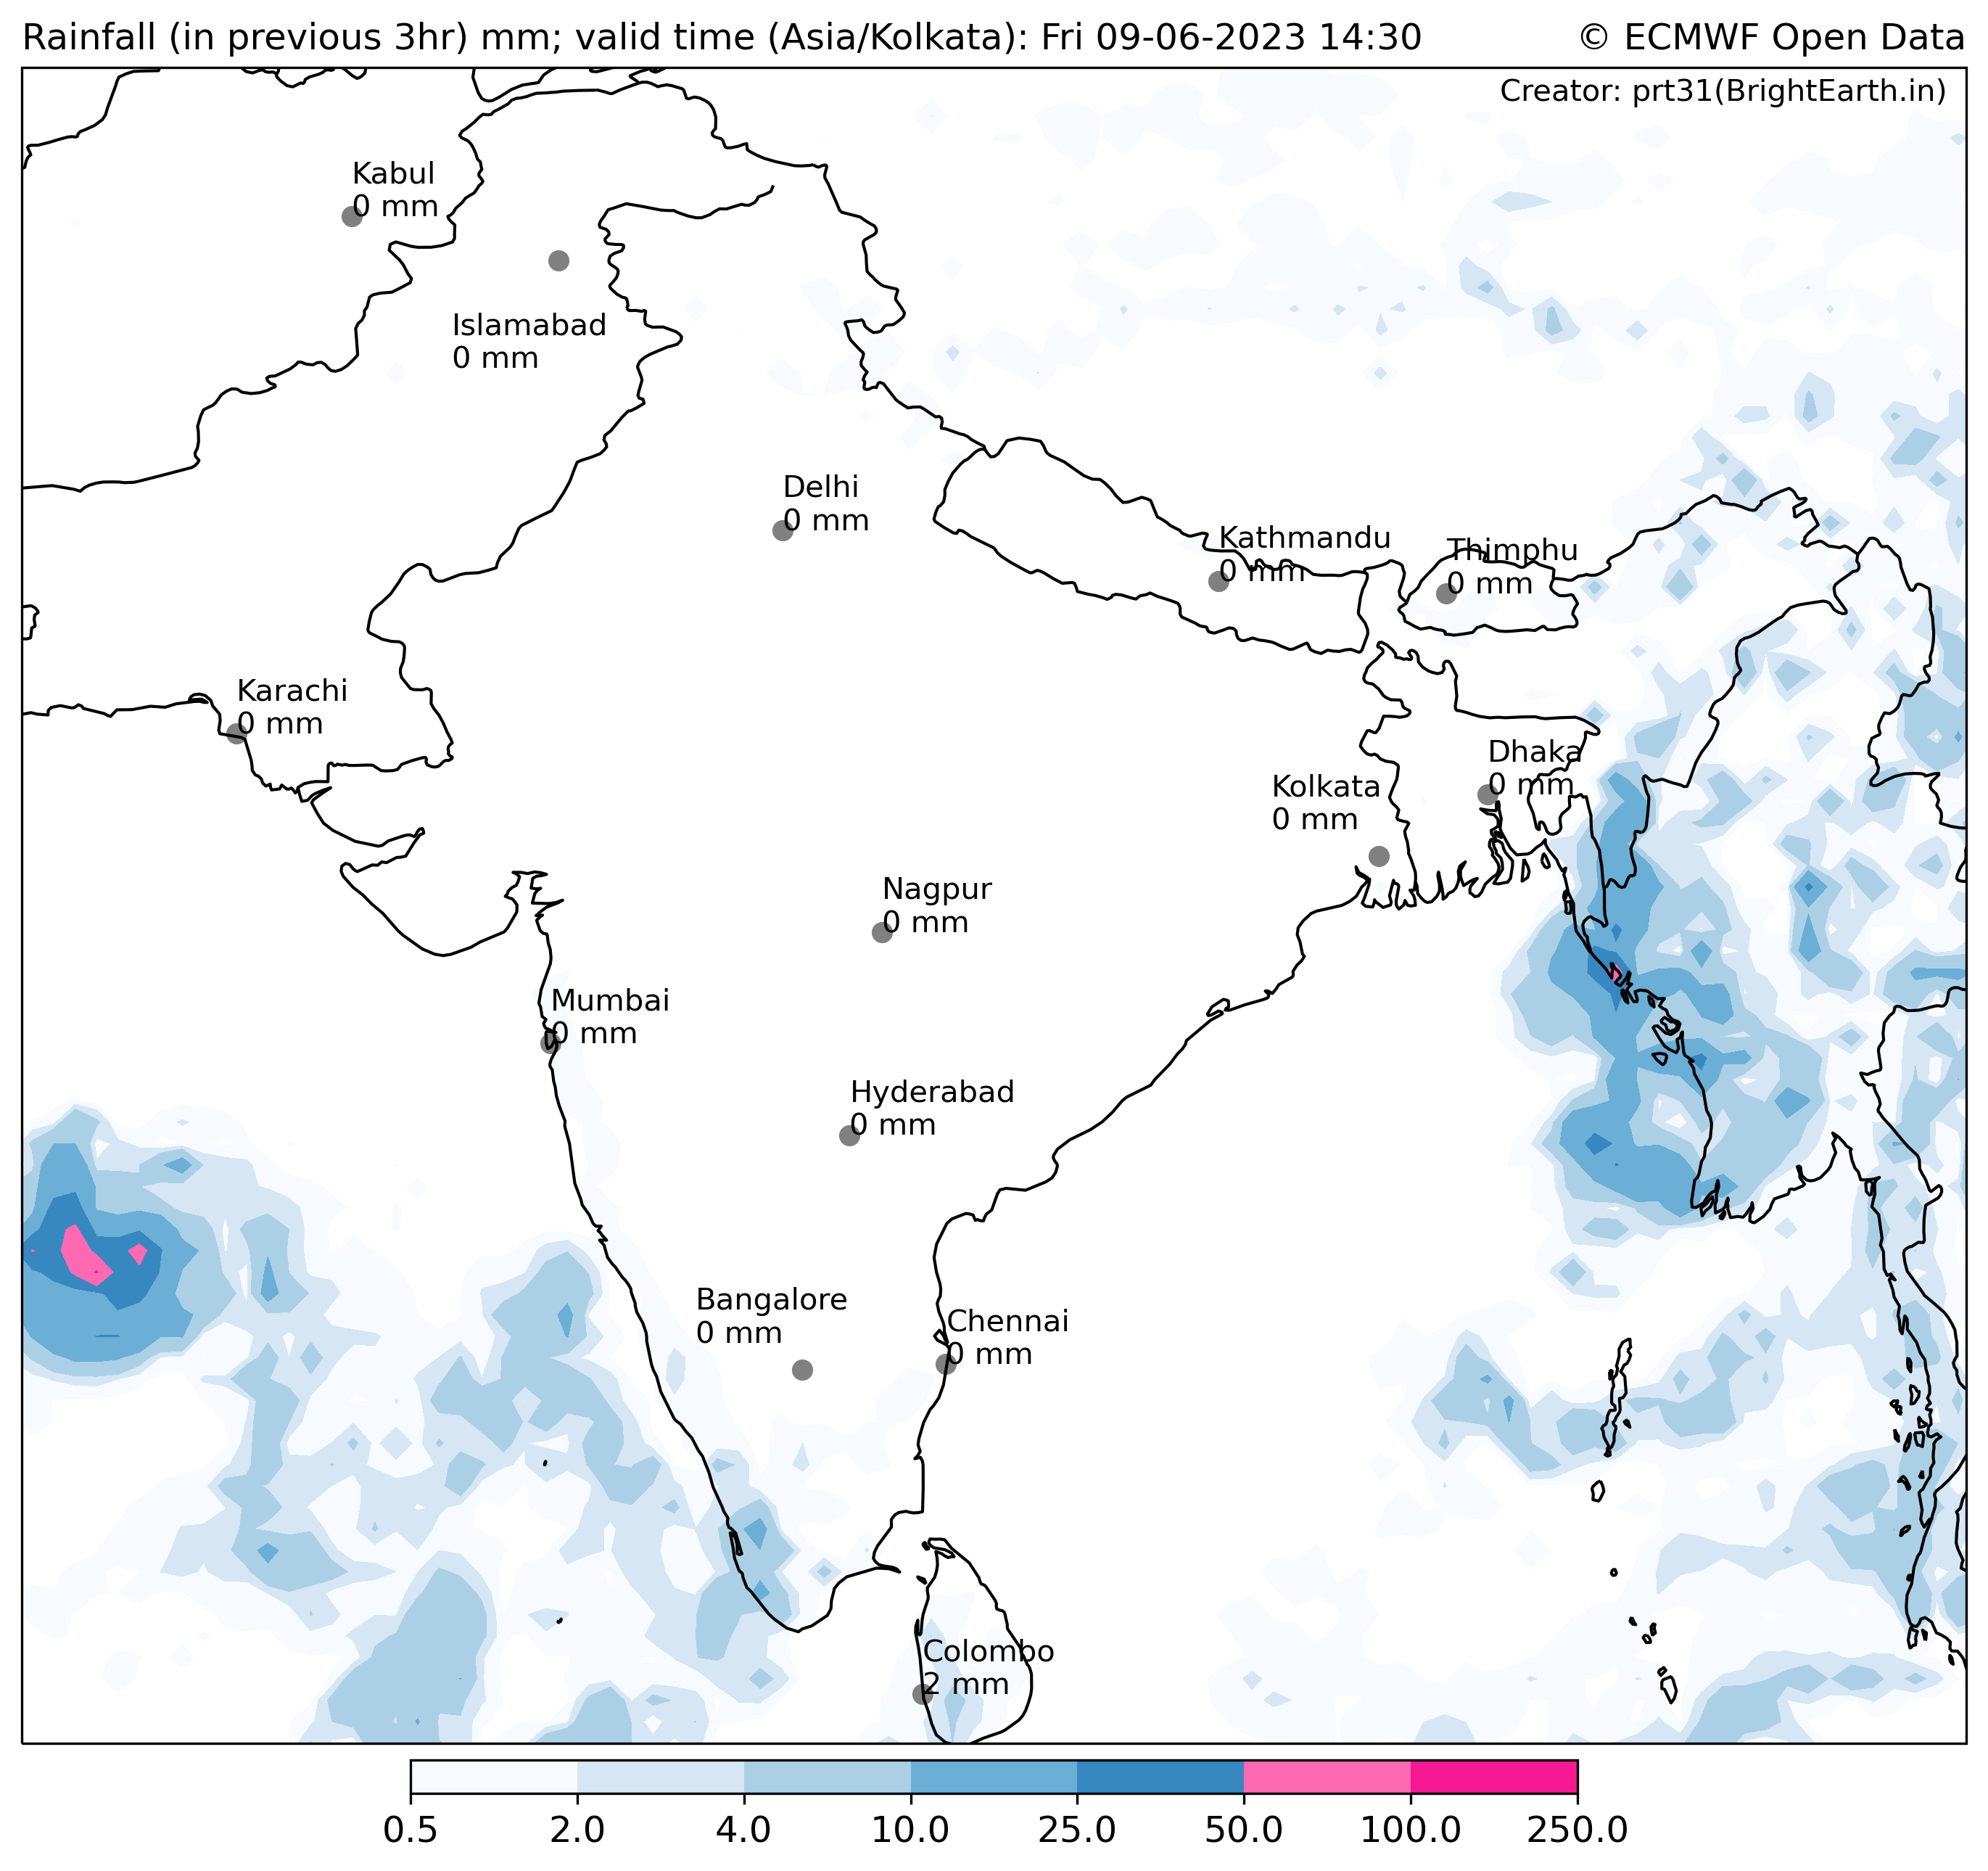 Rainfall (in previous 3hr) mm; valid time (Asia/Kolkata): Fri 09-06-2023 14:30
© ECMWF Open Data
Creator: prt31(BrightEarth.in)
Kabul
0 mm
Islamabad
0 mm
Delhi
0 mm
Kathmandu
0 mm
Thimphu
0 mm
Karachi
0 mm
Dhaka
0 mm
Kolkata
0 mm
Nagpur
0 mm
Mumbai
0 mm
Hyderabad
0 mm
Bangalore
0 mm
Chennai
0 mm
Colombo
2 mm
0.5 2.0 4.0 10.0 25.0 50.0 100.0 250.0